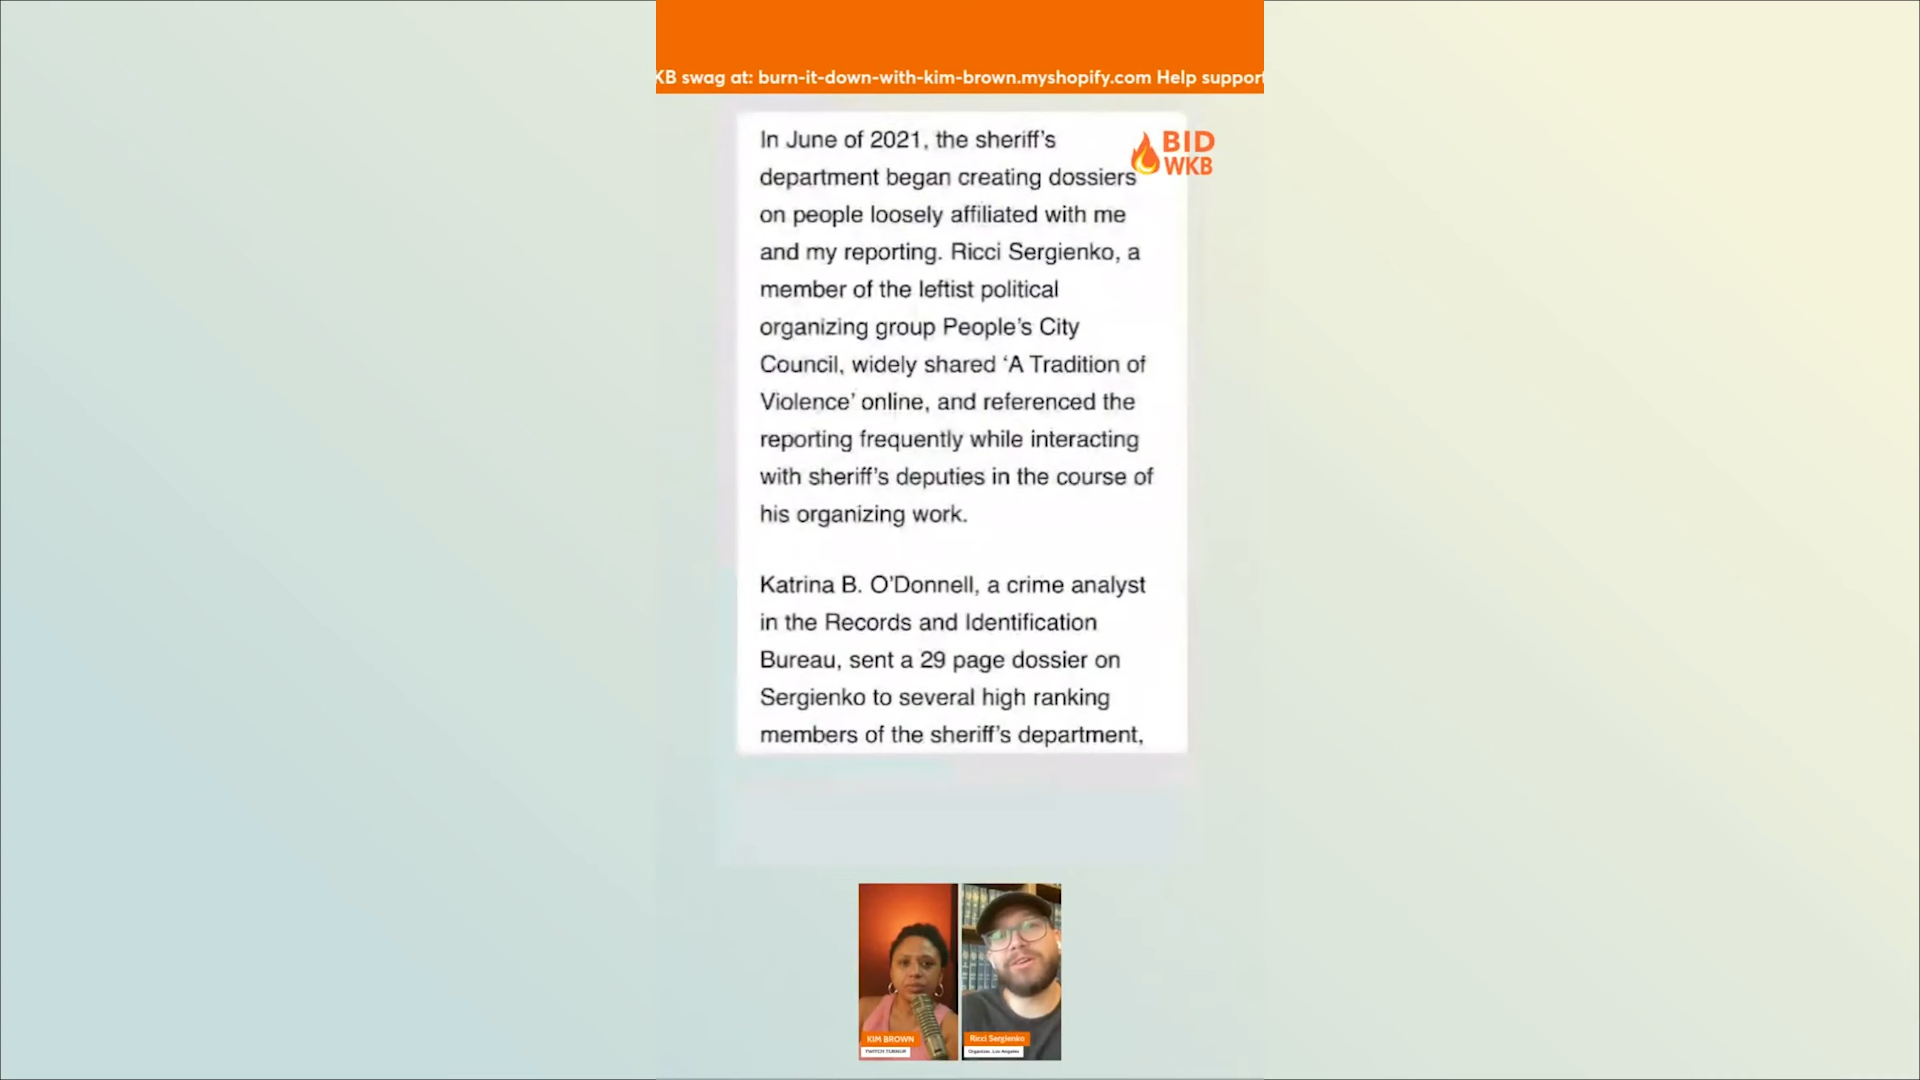 KB swag at: burn-it-down-with-kim-brown.myshopify.com Help support
BID
WKB
In June of 2021, the sheriff's
department began creating dossiers
on people loosely affiliated with me
and my reporting. Ricci Sergienko, a
member of the leftist political
organizing group People's City
Council, widely shared ‘A Tradition of
Violence’ online, and referenced the
reporting frequently while interacting
with sheriff's deputies in the course of
his organizing work.
Katrina B. O'Donnell, a crime analyst
in the Records and Identification
Bureau, sent a 29 page dossier on
Sergienko to several high ranking
members of the sheriff's department,
KIM BROWN
TWITCH TURNUP
Ricci Sergienko
Organizer, Los Angeles